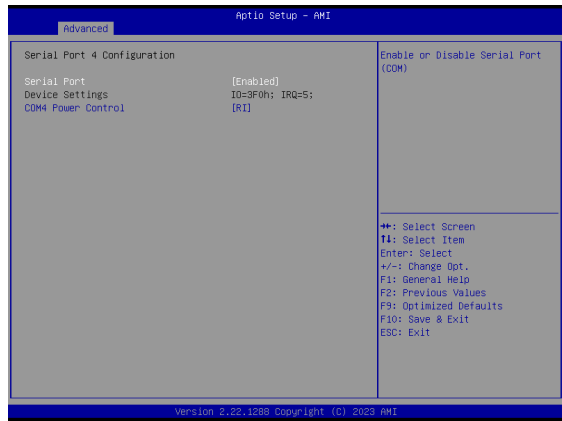 Aptio Setup - AMI
Advanced
Serial Port 4 Configuration
Serial Port [Enabled]
Device Settings IO=3F0h; IRQ=5;
COM4 Power Control [RI]
Enable or Disable Serial Port
(COM)
→←: Select Screen
↑↓: Select Item
Enter: Select
+/-: Change Opt.
F1: General Help
F2: Previous Values
F9: Optimized Defaults
F10: Save & Exit
ESC: Exit
Version 2.22.1288 Copyright (C) 2023 AMI